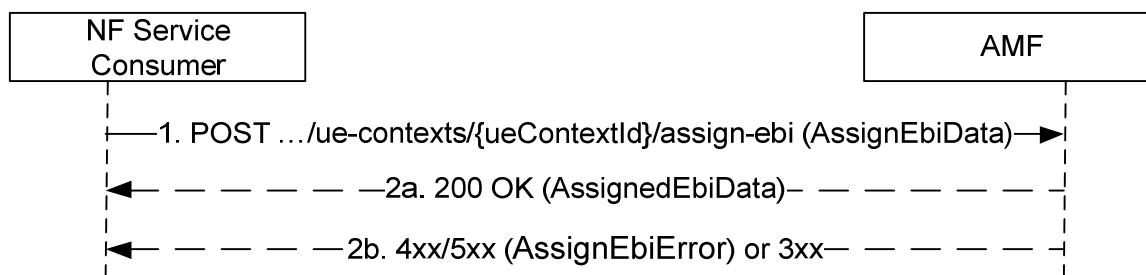 NF Service
Consumer
AMF
1. POST …/ue-contexts/{ueContextId}/assign-ebi (AssignEbiData)
2a. 200 OK (AssignedEbiData)
2b. 4xx/5xx (AssignEbiError) or 3xx